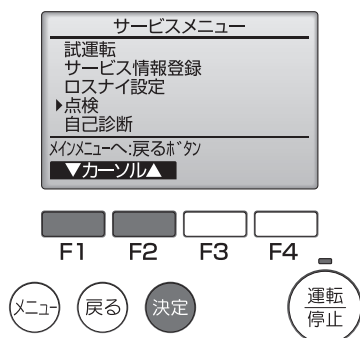 サービスメニュー
試運転
サービス情報登録
ロスナイ設定
▶点検
自己診断
ﾒｲﾝﾒﾆｭｰへ:戻るﾎﾞﾀﾝ
▼カーソル▲
F1 F2 F3 F4
メニュー 戻る 決定 運転
停止